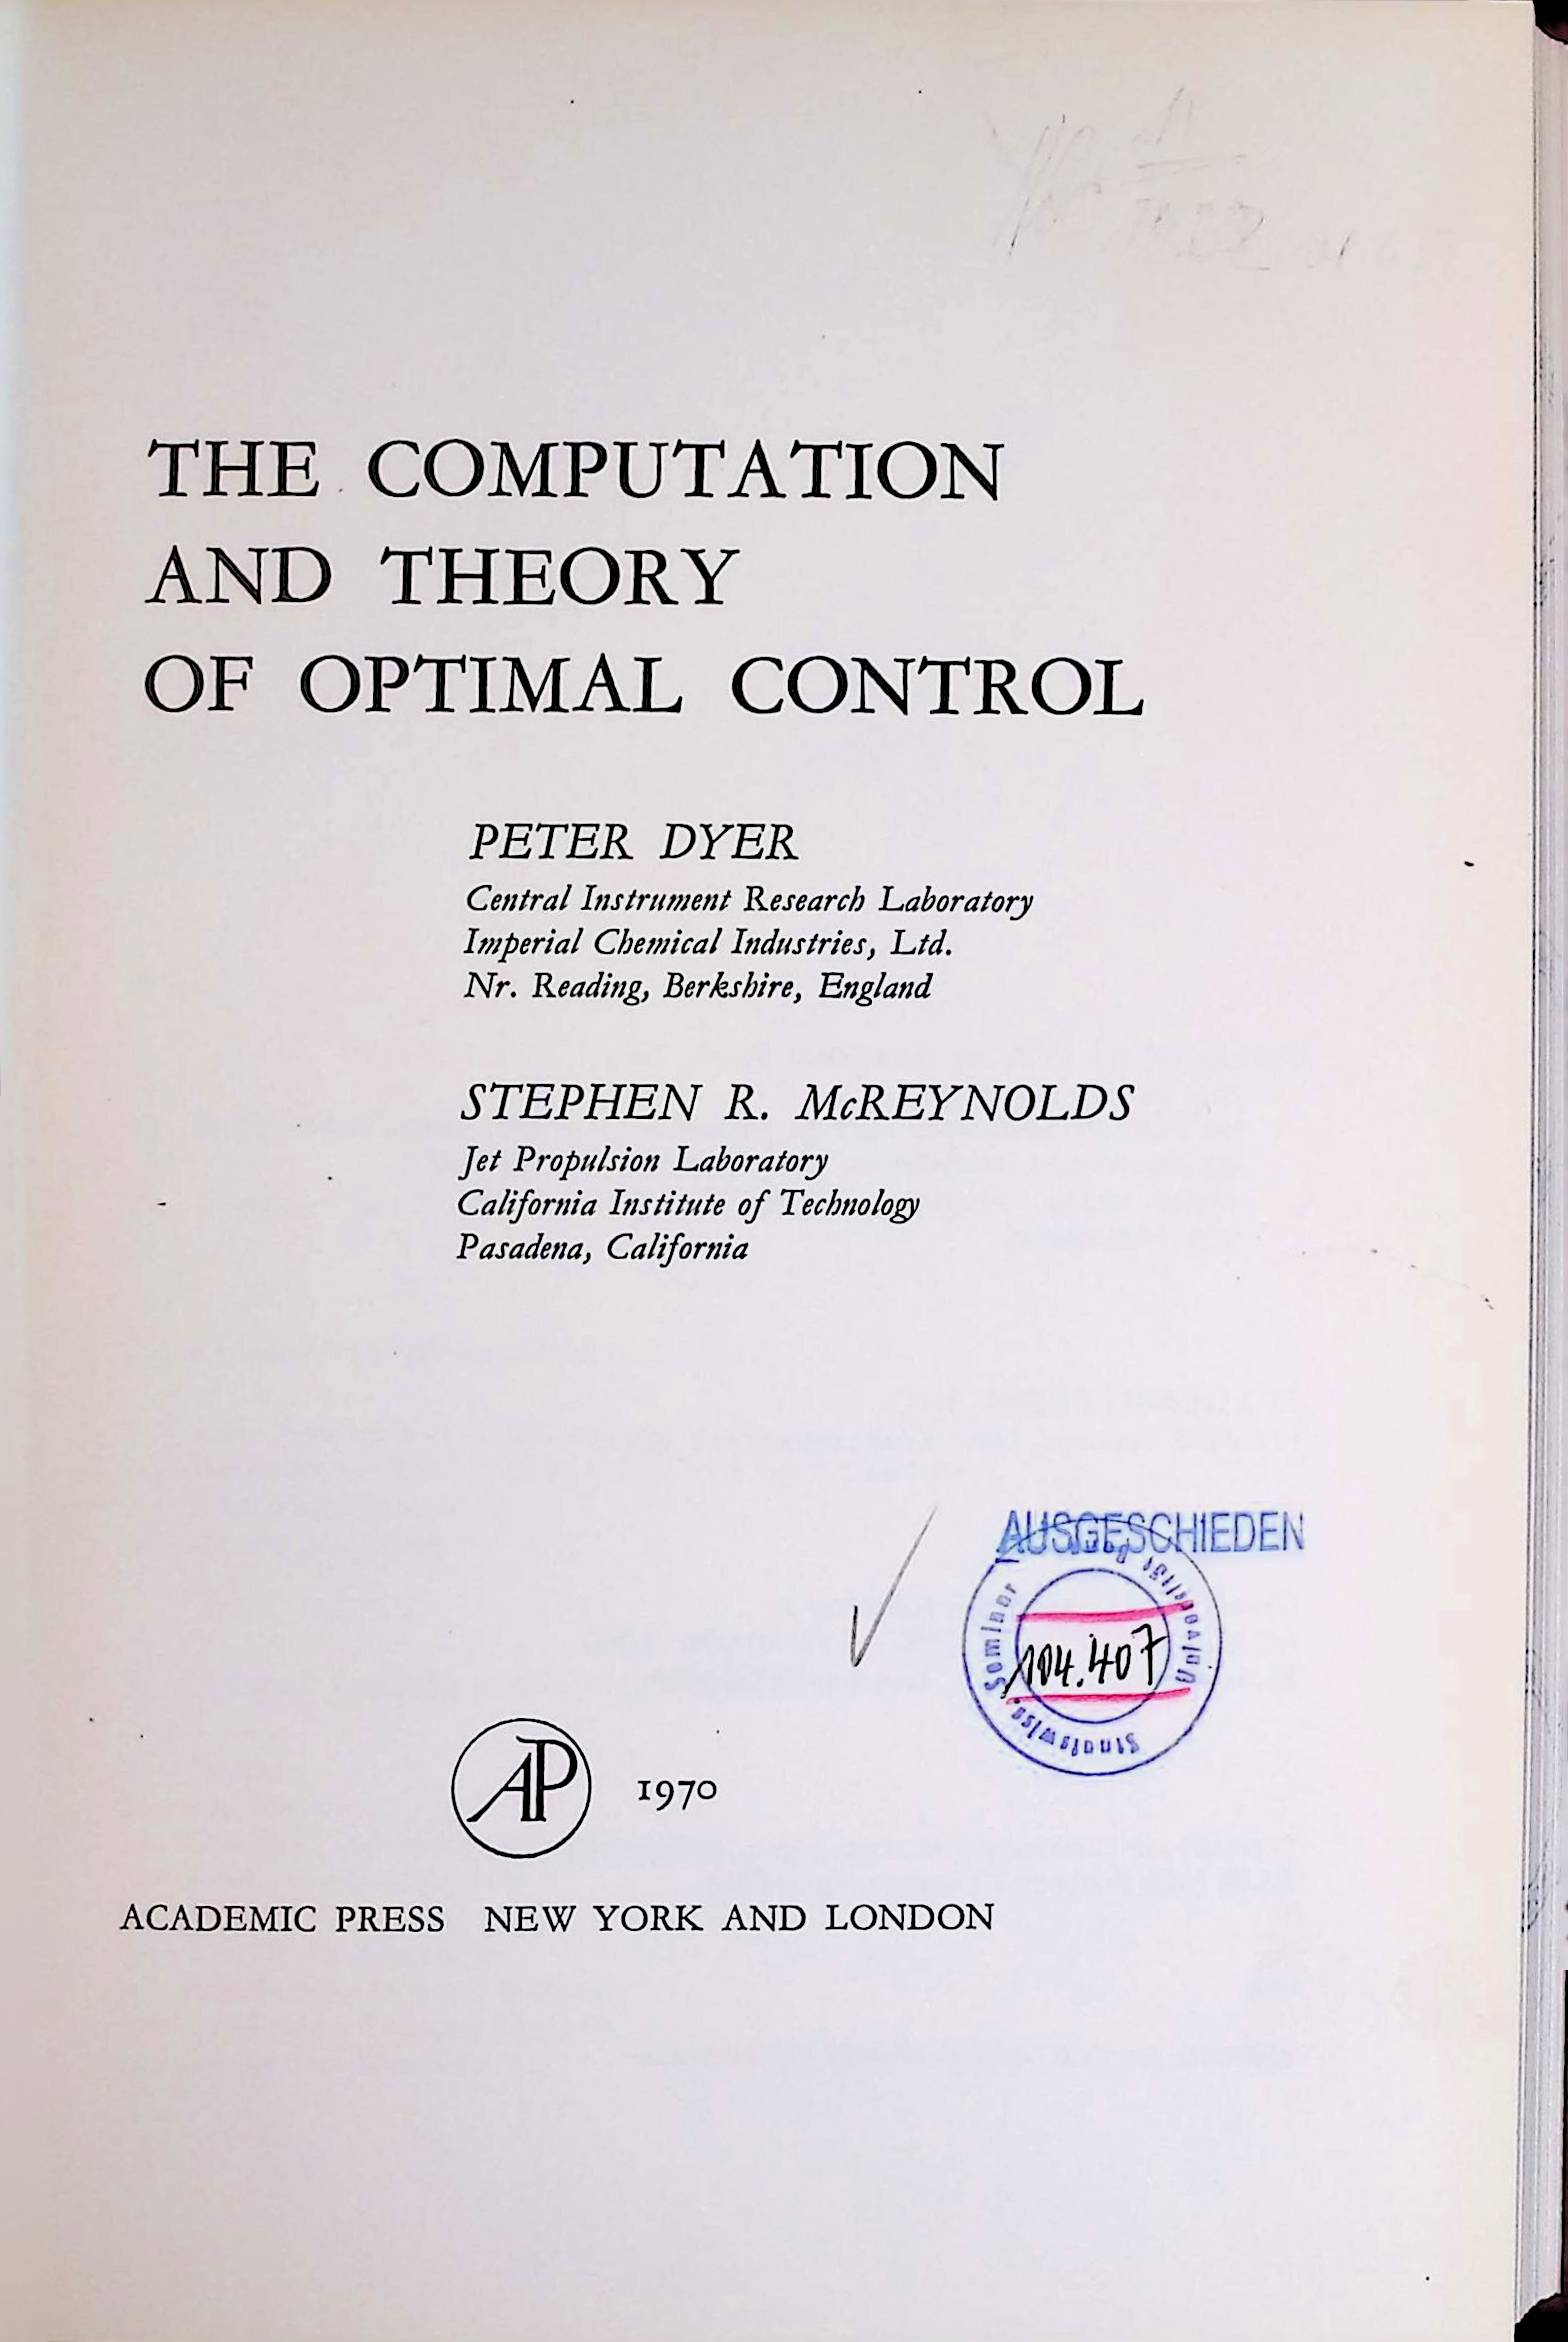 THE COMPUTATION
AND THEORY
OF OPTIMAL CONTROL
PETER DYER
Central Instrument Research Laboratory
Imperial Chemical Industries, Ltd.
Nr. Reading, Berkshire, England
STEPHEN R. McREYNOLDS
Jet Propulsion Laboratory
California Institute of Technology
Pasadena, California
AUSGESCHIEDEN
Staatswiss. Seminar
Universität
104.407
AP 1970
ACADEMIC PRESS NEW YORK AND LONDON